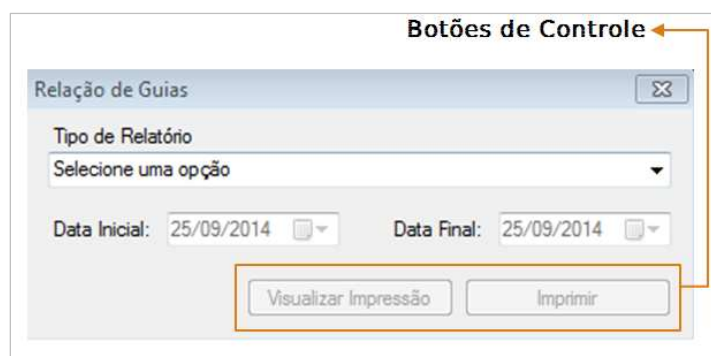 Botões de Controle
Relação de Guias
Tipo de Relatório
Selecione uma opção
Data Inicial: 25/09/2014 Data Final: 25/09/2014
Visualizar Impressão Imprimir